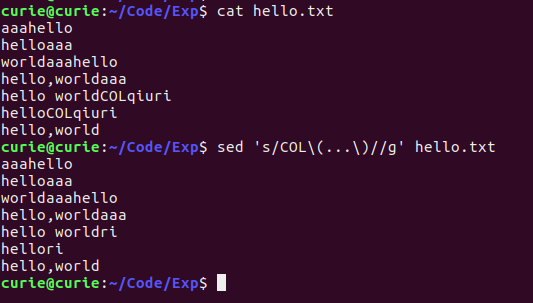 curie@curie:~/Code/Exp$ cat hello.txt
aaahello
helloaaa
worldaaahello
hello,worldaaa
hello worldCOLqiuri
helloCOLqiuri
hello,world
curie@curie:~/Code/Exp$ sed 's/COL\(...\)//g' hello.txt
aaahello
helloaaa
worldaaahello
hello,worldaaa
hello worldri
hellori
hello,world
curie@curie:~/Code/Exp$